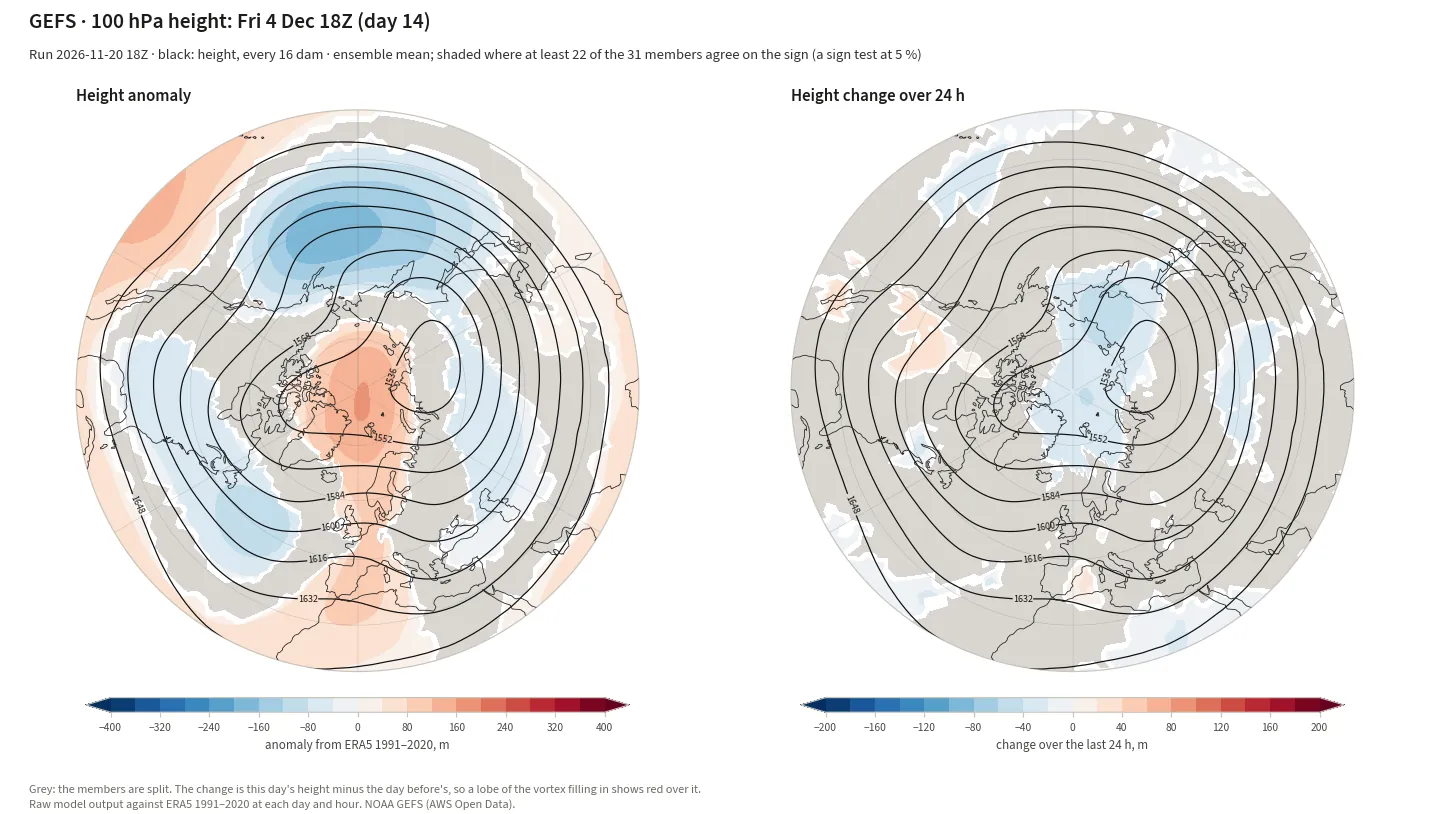 GEFS · 100 hPa height: Fri 4 Dec 18Z (day 14)
Run 2026-11-20 18Z · black: height, every 16 dam · ensemble mean; shaded where at least 22 of the 31 members agree on the sign (a sign test at 5 %)
Height anomaly
Height change over 24 h
1568
1536
1552
1584
1600
1616
1632
1648
1568
1536
1552
1584
1600
1616
1632
1648
−400 −320 −240 −160 −80 0 80 160 240 320 400
anomaly from ERA5 1991–2020, m
−200 −160 −120 −80 −40 0 40 80 120 160 200
change over the last 24 h, m
Grey: the members are split. The change is this day's height minus the day before's, so a lobe of the vortex filling in shows red over it.
Raw model output against ERA5 1991–2020 at each day and hour. NOAA GEFS (AWS Open Data).